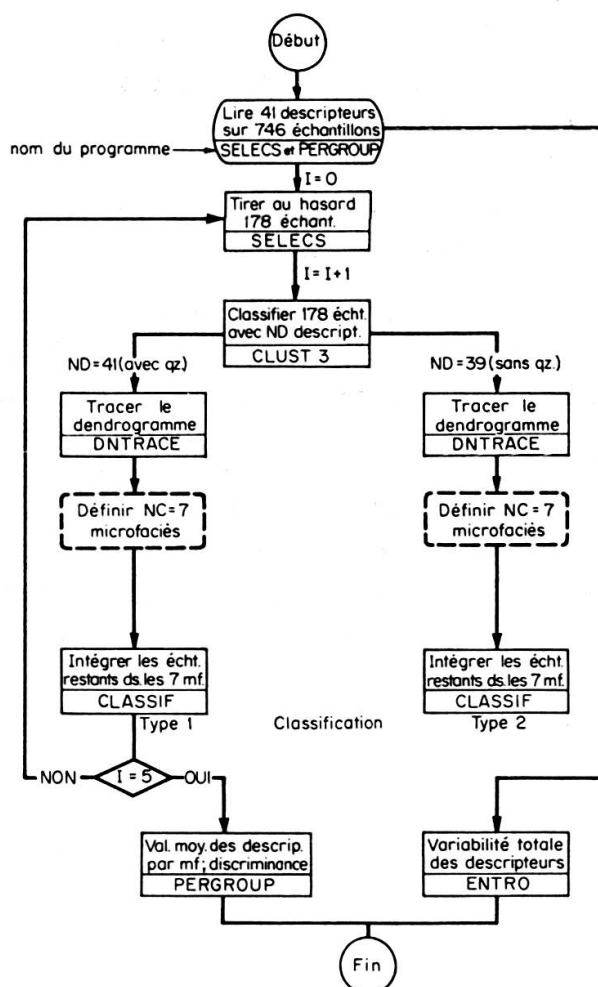 Début
Lire 41 descripteurs
sur 746 échantillons
nom du programme
SELECS et PERGROUP
I=0
Tirer au hasard
178 échant.
SELECS
I=I+1
Classifier 178 écht.
avec ND descript.
CLUST 3
ND=41(avec qz.)
ND=39(sans qz.)
Tracer le
dendrogramme
DNTRACE
Tracer le
dendrogramme
DNTRACE
Définir NC=7
microfaciès
Définir NC=7
microfaciès
Intégrer les écht.
restants ds. les 7 mf.
CLASSIF
Intégrer les écht.
restants ds. les 7 mf.
CLASSIF
Type 1
Classification
Type 2
NON
I = 5
OUI
Val. moy. des descrip.
par mf; discriminance
PERGROUP
Variabilité totale
des descripteurs
ENTRO
Fin